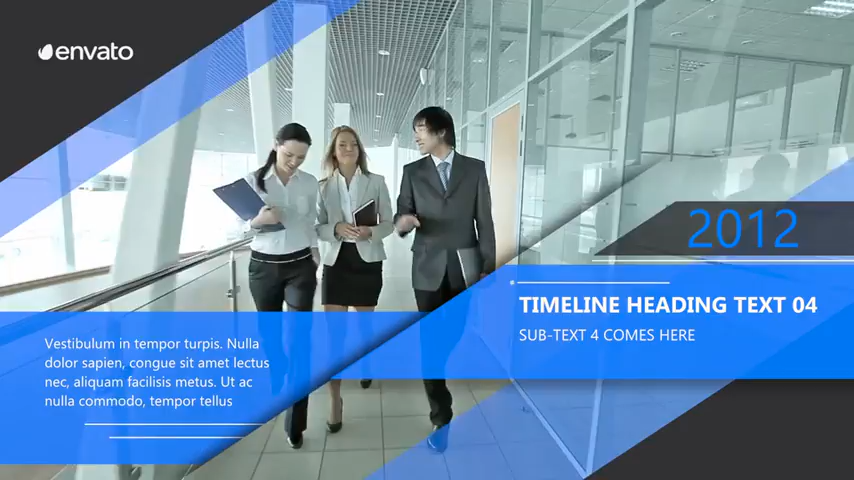 envato
2012
TIMELINE HEADING TEXT 04
SUB-TEXT 4 COMES HERE
Vestibulum in tempor turpis. Nulla
dolor sapien, congue sit amet lectus
nec, aliquam facilisis metus. Ut ac
nulla commodo, tempor tellus